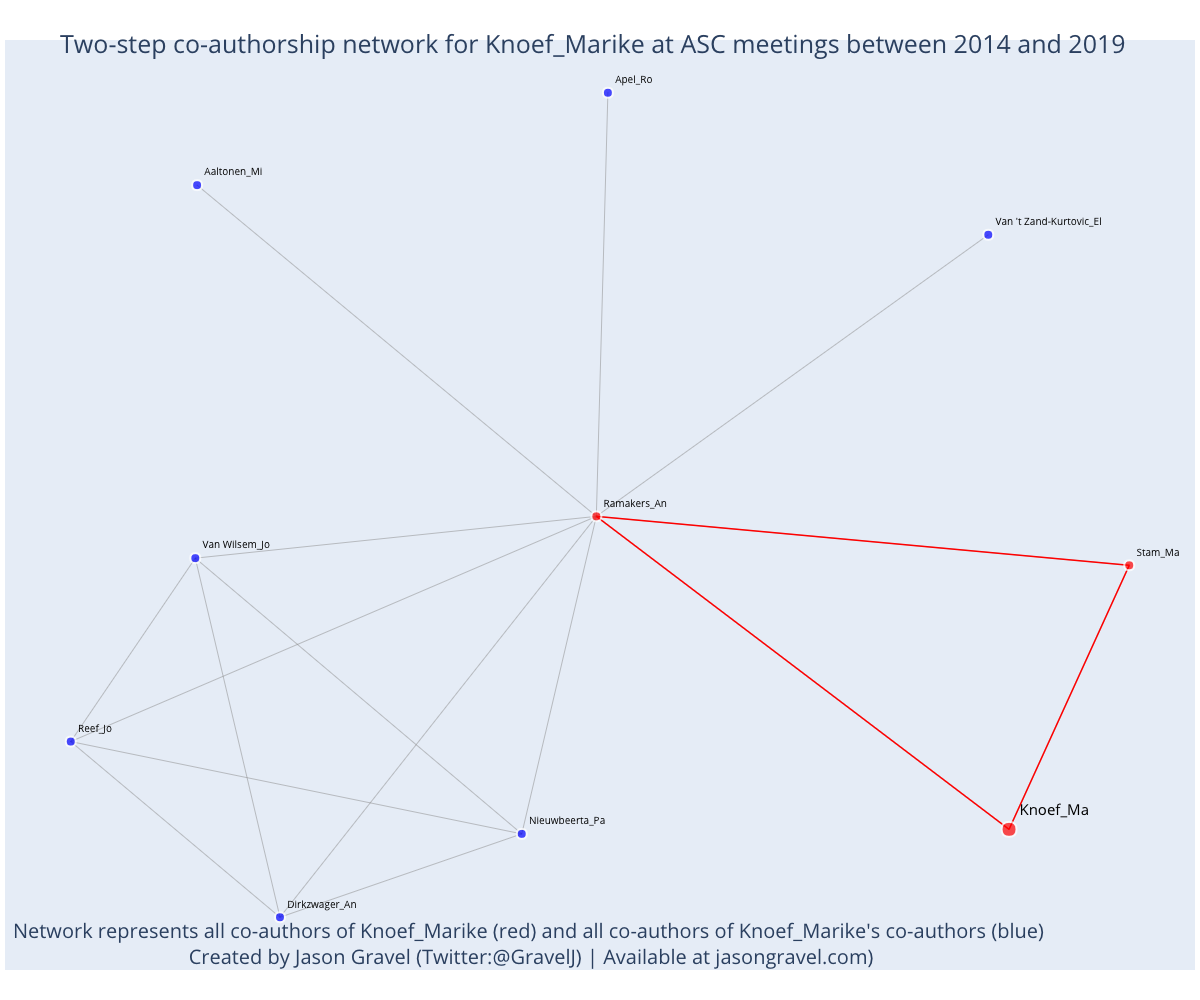 Two-step co-authorship network for Knoef_Marike at ASC meetings between 2014 and 2019
Apel_Ro
Aaltonen_Mi
Van 't Zand-Kurtovic_El
Ramakers_An
Van Wilsem_Jo
Stam_Ma
Reef_Jo
Knoef_Ma
Nieuwbeerta_Pa
Dirkzwager_An
Network represents all co-authors of Knoef_Marike (red) and all co-authors of Knoef_Marike's co-authors (blue)
Created by Jason Gravel (Twitter:@GravelJ) | Available at jasongravel.com)